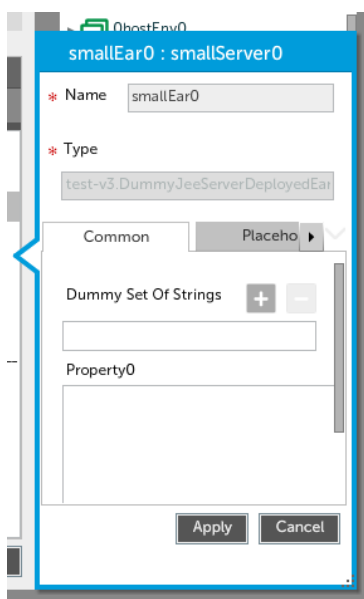 0hostEnv0
smallEar0 : smallServer0
* Name smallEar0
* Type
test-v3.DummyJeeServerDeployedEar
Common Placeho
Dummy Set Of Strings + −
Property0
Apply Cancel